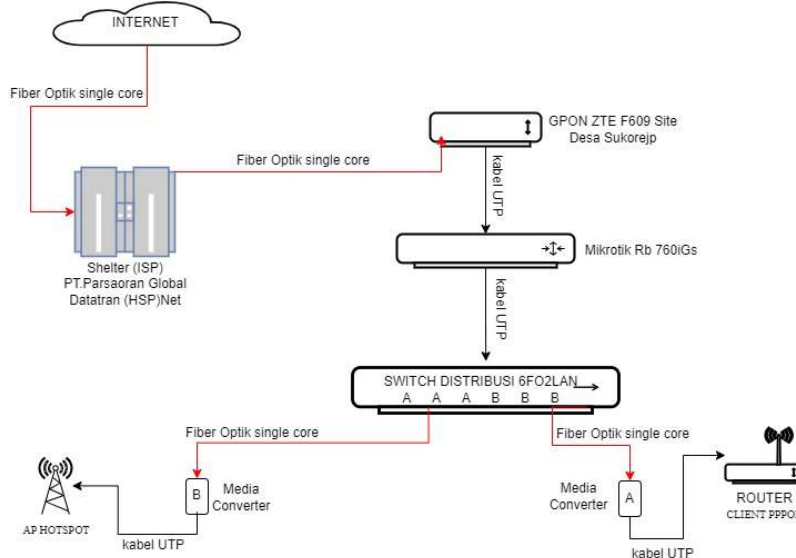 INTERNET
Fiber Optik single core
GPON ZTE F609 Site
Desa Sukorejp
Fiber Optik single core
kabel UTP
Shelter (ISP)
PT.Parsaoran Global
Datatran (HSP)Net
Mikrotik Rb 760iGs
kabel UTP
SWITCH DISTRIBUSI 6FO2LAN
A A A B B B
Fiber Optik single core
Fiber Optik single core
B
Media
Converter
Media
Converter
A
AP HOTSPOT
ROUTER
CLIENT PPPO
kabel UTP
kabel UTP